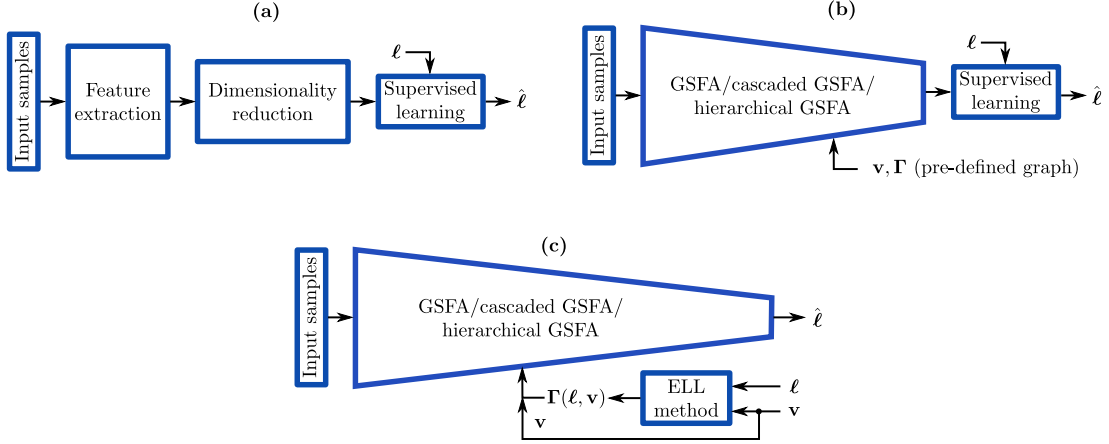 (a)
Input samples
Feature
extraction
Dimensionality
reduction
ℓ
Supervised
learning
ℓ̂
(b)
Input samples
GSFA/cascaded GSFA/
hierarchical GSFA
ℓ
Supervised
learning
ℓ̂
v, Γ (pre-defined graph)
(c)
Input samples
GSFA/cascaded GSFA/
hierarchical GSFA
ℓ̂
Γ(ℓ, v)
v
ELL
method
ℓ
v